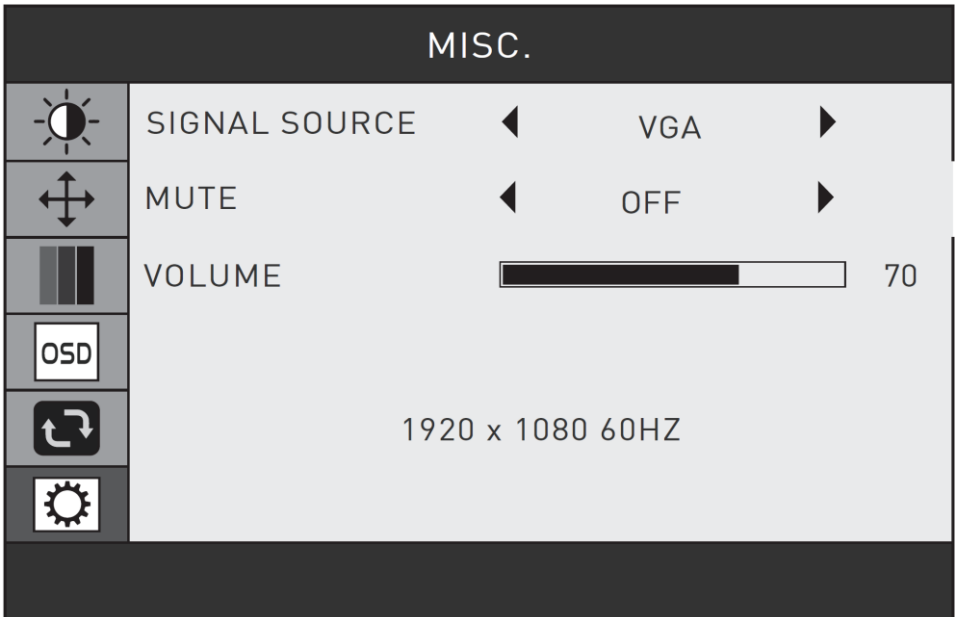 MISC.
SIGNAL SOURCE VGA
MUTE OFF
VOLUME 70
OSD
1920 x 1080 60HZ